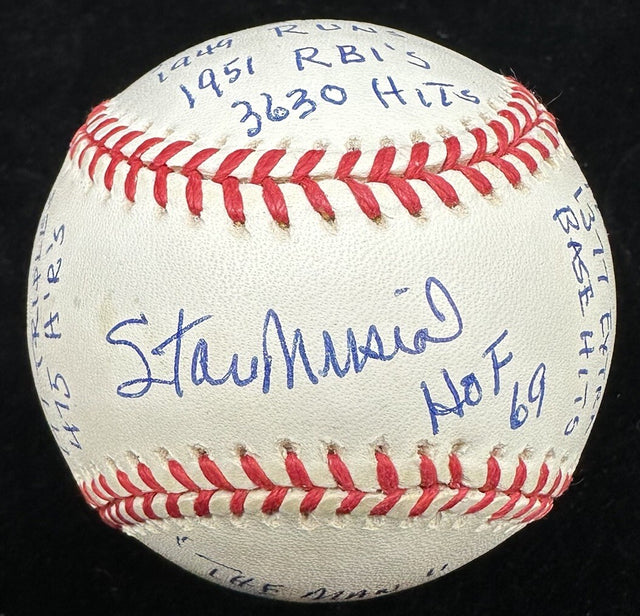 1949 RUNS
1951 RBI'S
3630 HITS
475 HR'S
Stan Musial
HOF 69
BASE HITS
"THE MAN"